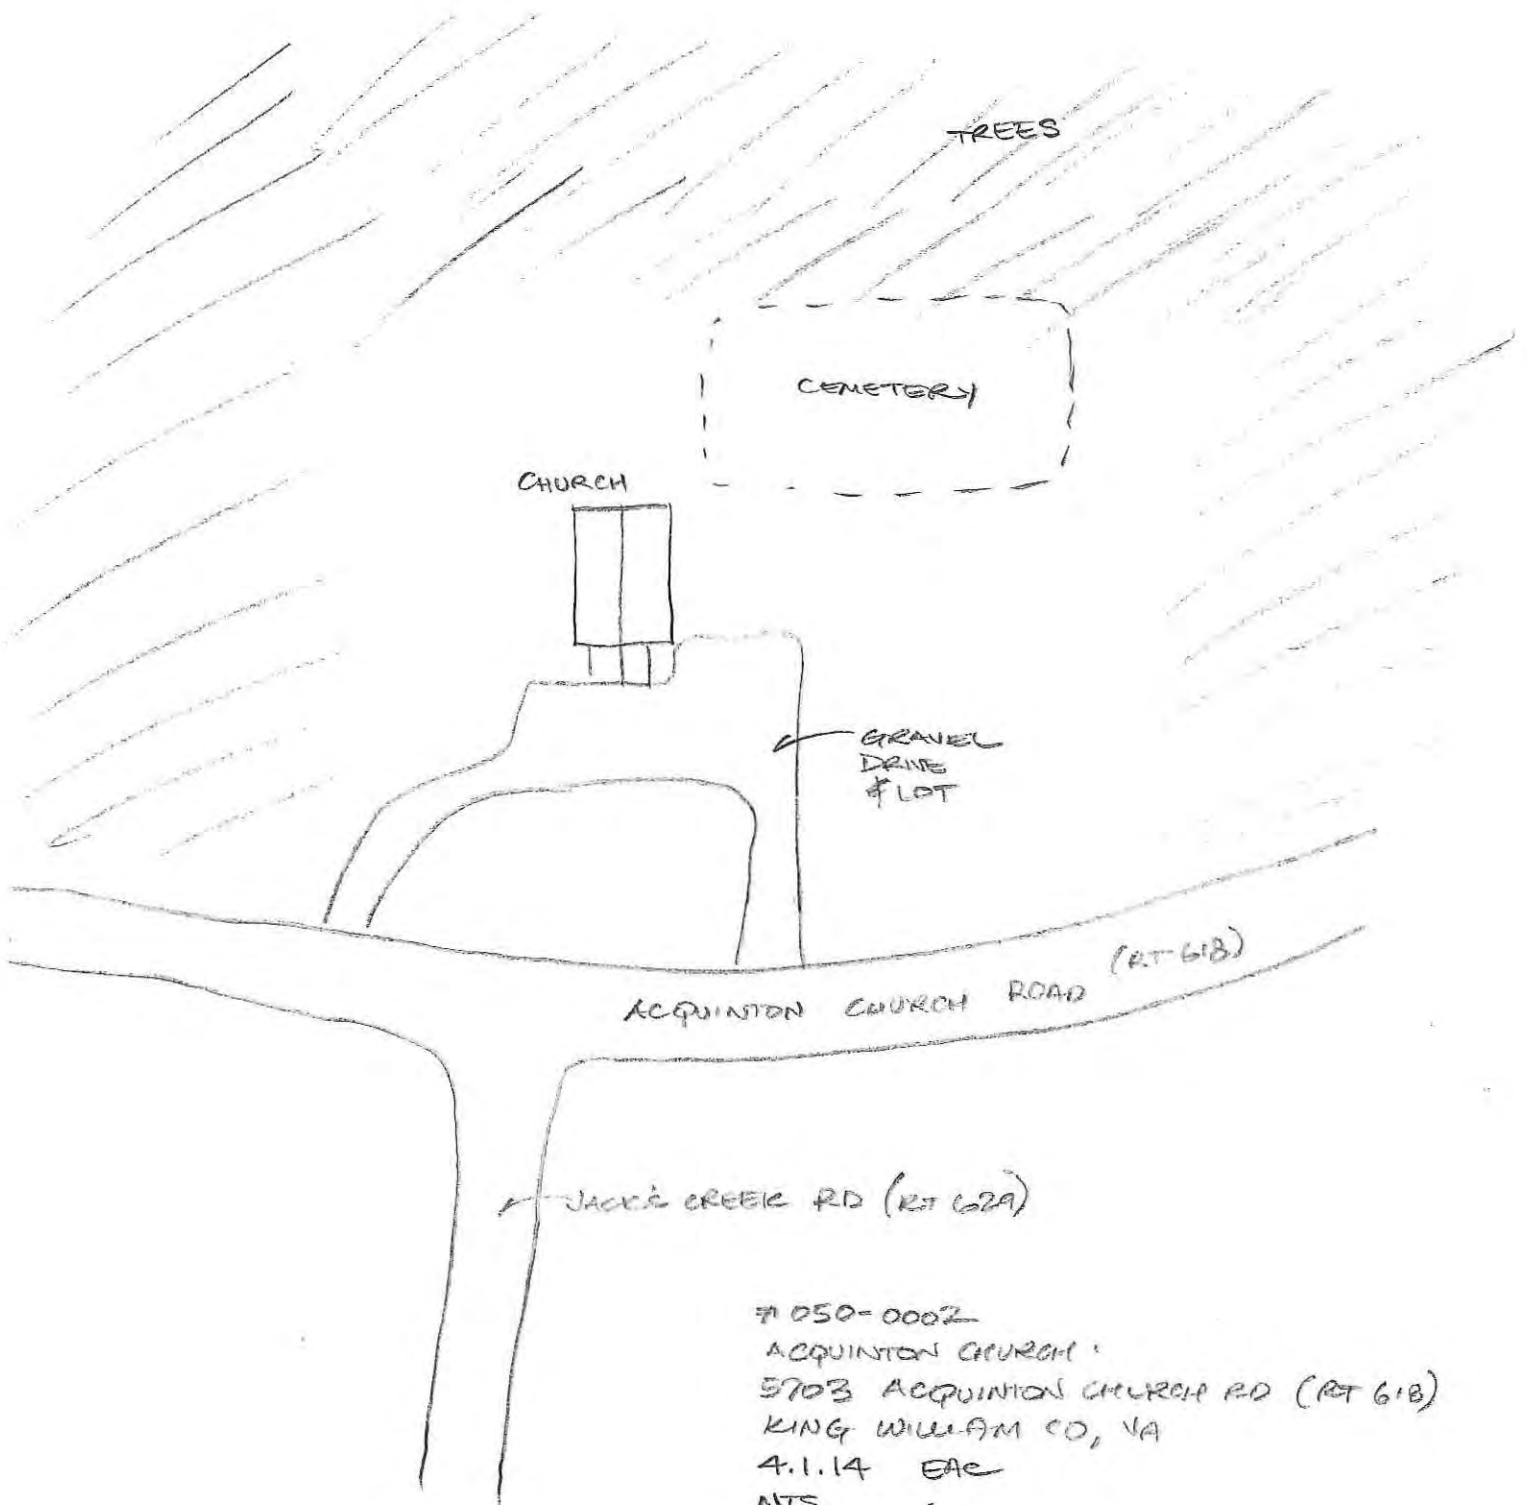 TREES
CEMETERY
CHURCH
GRAVEL
DRIVE
& LOT
ACQUINTON CHURCH ROAD (RT 618)
JACK'S CREEK RD (RT 629)
# 050-0002
ACQUINTON CHURCH
5703 ACQUINTON CHURCH RD (RT 618)
KING WILLIAM CO, VA
4.1.14 EAC
NTS